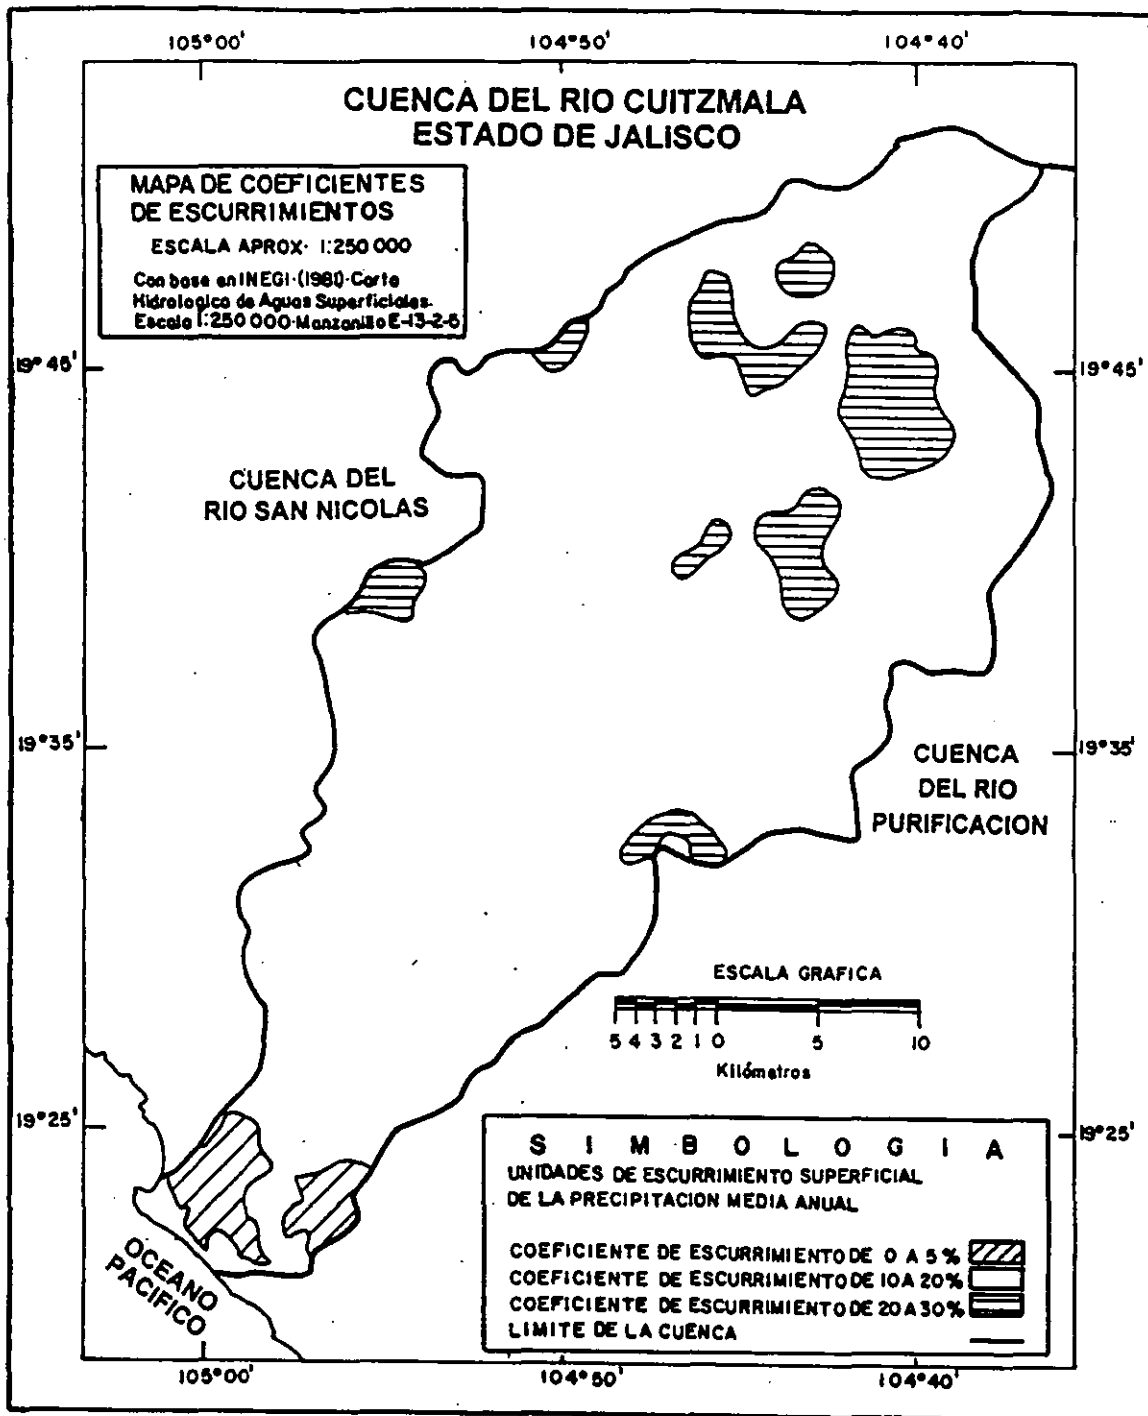 105°00'
104°50'
104°40'
CUENCA DEL RIO CUITZMALA
ESTADO DE JALISCO
MAPA DE COEFICIENTES
DE ESCURRIMIENTOS
ESCALA APROX. 1:250 000
Con base en INEGI.(1981).Carta
Hidrologica de Aguas Superficiales.
Escala 1:250 000.Manzanillo E-13-2-5
19°45'
19°45'
CUENCA DEL
RIO SAN NICOLAS
19°35'
19°35'
CUENCA
DEL RIO
PURIFICACION
ESCALA GRAFICA
5 4 3 2 1 0 5 10
Kilómetros
19°25'
19°25'
SIMBOLOGIA
UNIDADES DE ESCURRIMIENTO SUPERFICIAL
DE LA PRECIPITACION MEDIA ANUAL
COEFICIENTE DE ESCURRIMIENTO DE 0 A 5%
COEFICIENTE DE ESCURRIMIENTO DE 10 A 20%
COEFICIENTE DE ESCURRIMIENTO DE 20 A 30%
LIMITE DE LA CUENCA
OCEANO
PACIFICO
105°00'
104°50'
104°40'